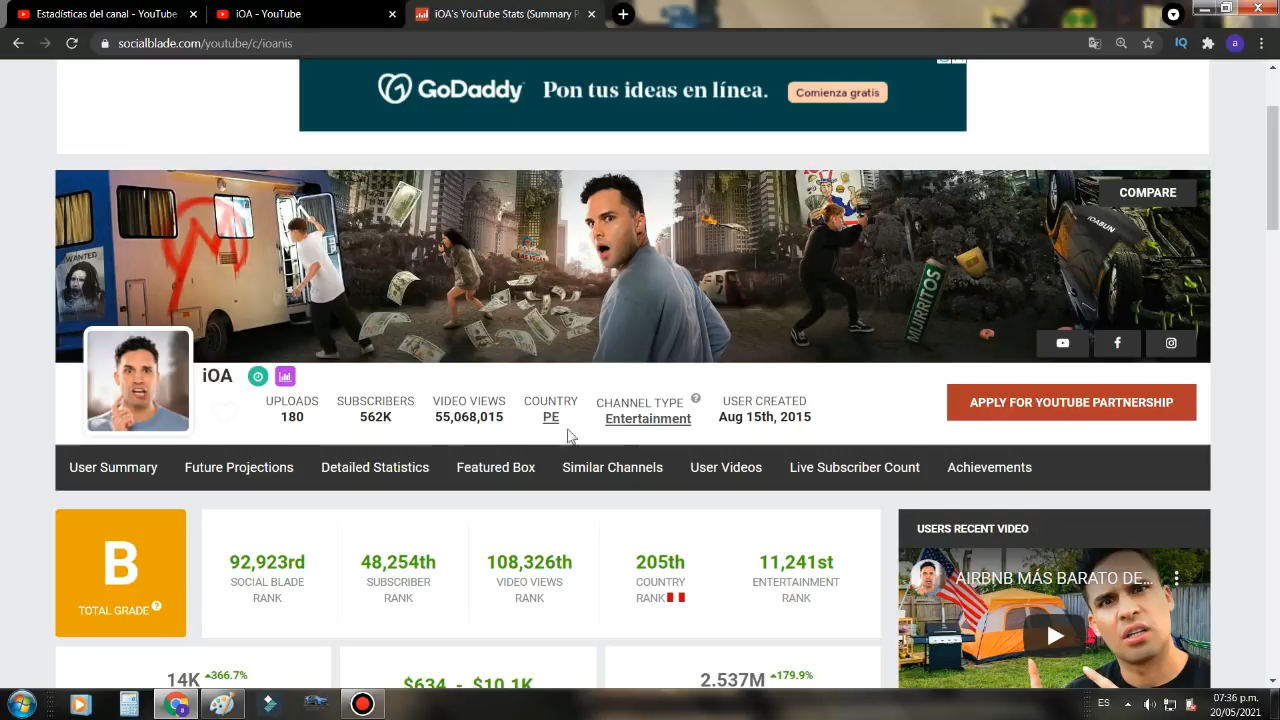 Estadísticas del canal - YouTube
iOA - YouTube
iOA's YouTube Stats (Summary P
socialblade.com/youtube/c/ioanis
IQ
a
GoDaddy
Pon tus ideas en línea.
Comienza gratis
COMPARE
WANTED
MIJIRRITOS
IOABUN
iOA
UPLOADS
180
SUBSCRIBERS
562K
VIDEO VIEWS
55,068,015
COUNTRY
PE
CHANNEL TYPE
Entertainment
USER CREATED
Aug 15th, 2015
APPLY FOR YOUTUBE PARTNERSHIP
User Summary
Future Projections
Detailed Statistics
Featured Box
Similar Channels
User Videos
Live Subscriber Count
Achievements
B
TOTAL GRADE
92,923rd
SOCIAL BLADE
RANK
48,254th
SUBSCRIBER
RANK
108,326th
VIDEO VIEWS
RANK
205th
COUNTRY
RANK
11,241st
ENTERTAINMENT
RANK
USERS RECENT VIDEO
AIRBNB MÁS BARATO DE...
14K
366.7%
$634 - $10.1K
2.537M
179.9%
ES
07:36 p.m.
20/05/2021